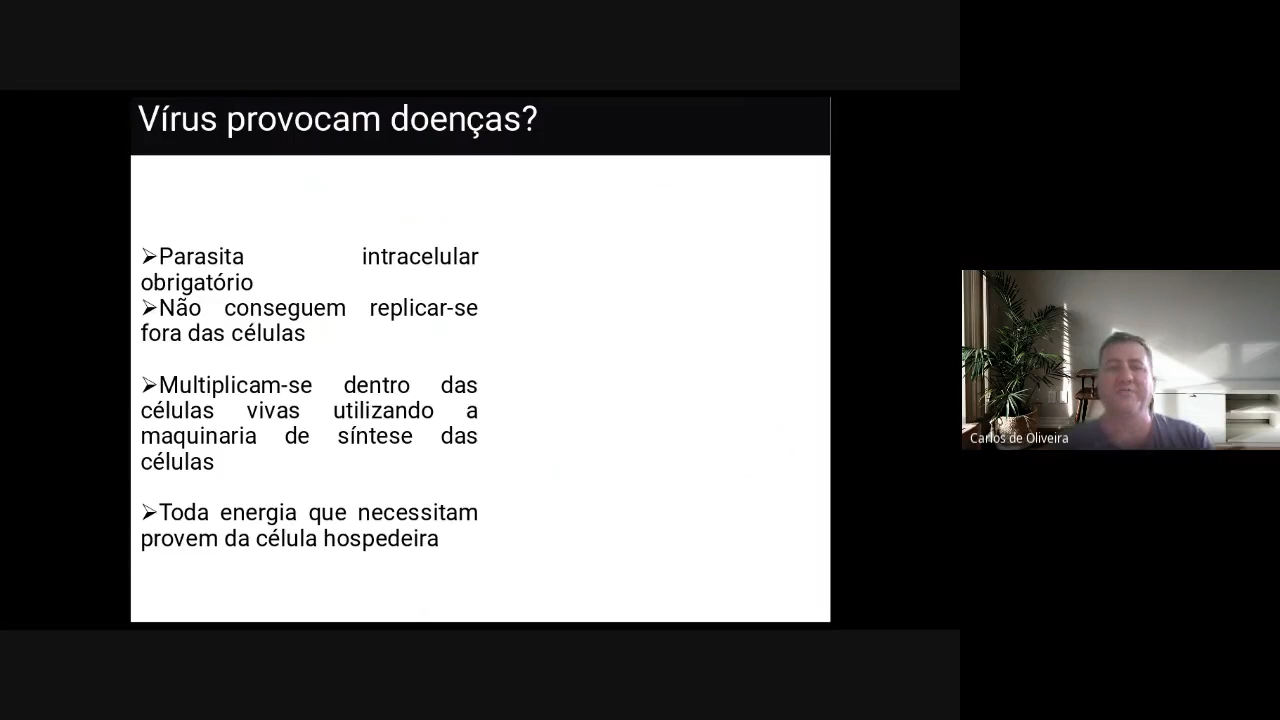 Vírus provocam doenças?
➢Parasita intracelular
obrigatório
➢Não conseguem replicar-se
fora das células
➢Multiplicam-se dentro das
células vivas utilizando a
maquinaria de síntese das
células
➢Toda energia que necessitam
provem da célula hospedeira
Carlos de Oliveira